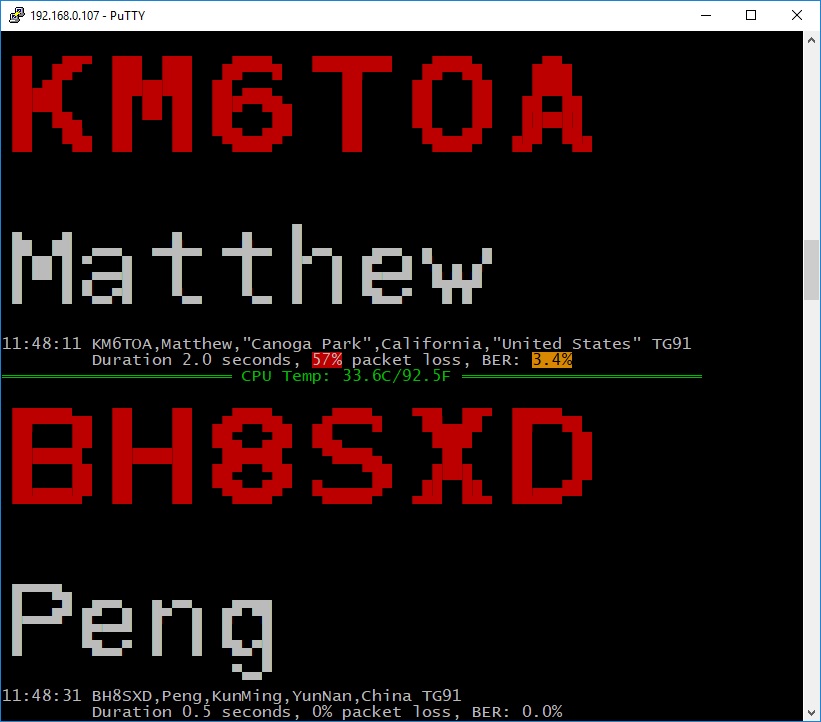 192.168.0.107 - PuTTY
KM6TOA
Matthew
11:48:11 KM6TOA,Matthew,"Canoga Park",California,"United States" TG91
Duration 2.0 seconds, 57% packet loss, BER: 3.4%
CPU Temp: 33.6C/92.5F
BH8SXD
Peng
11:48:31 BH8SXD,Peng,KunMing,YunNan,China TG91
Duration 0.5 seconds, 0% packet loss, BER: 0.0%